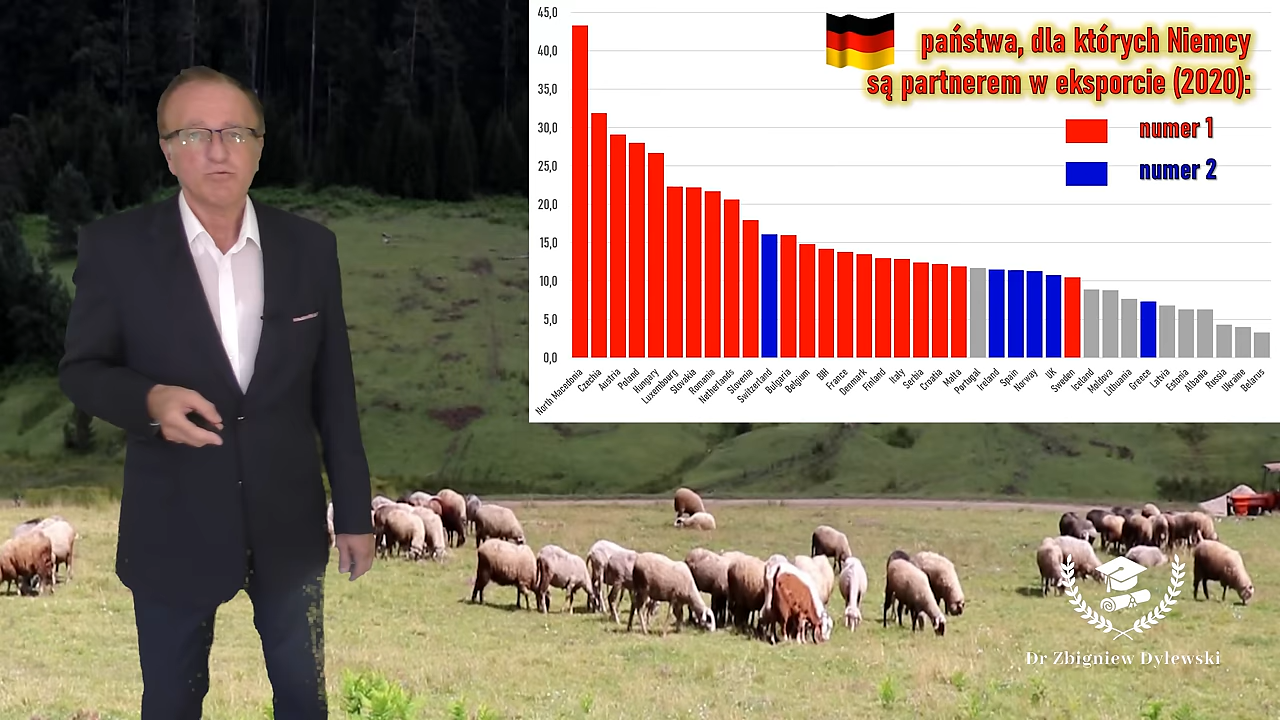 45,0
40,0
35,0
30,0
25,0
20,0
15,0
10,0
5,0
0,0
państwa, dla których Niemcy
są partnerem w eksporcie (2020):
numer 1
numer 2
North Macedonia
Czechia
Austria
Poland
Hungary
Luxembourg
Slovakia
Romania
Netherlands
Slovenia
Switzerland
Bulgaria
Belgium
BiH
France
Denmark
Finland
Italy
Serbia
Croatia
Malta
Portugal
Ireland
Spain
Norway
UK
Sweden
Iceland
Moldova
Lithuania
Greece
Latvia
Estonia
Albania
Russia
Ukraine
Belarus
Dr Zbigniew Dylewski